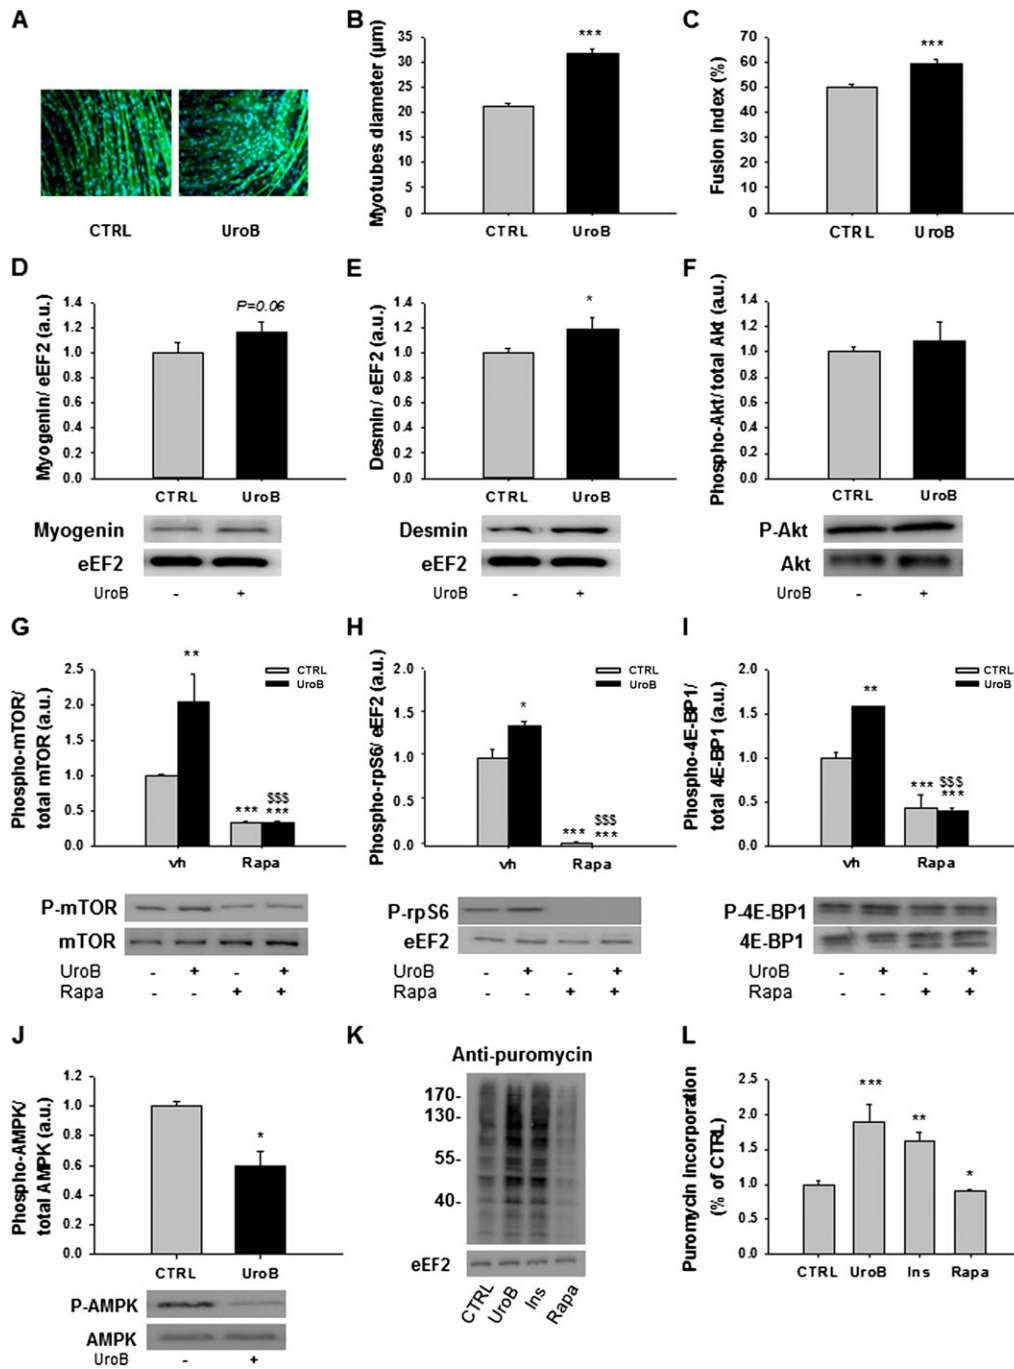 A
CTRL
UroB
B
Myotubes diameter (µm)
35
30
25
20
15
10
5
0
***
CTRL
UroB
C
Fusion Index (%)
70
60
50
40
30
20
10
0
***
CTRL
UroB
D
Myogenin/ eEF2 (a.u.)
1.4
1.2
1.0
0.8
0.6
0.4
0.2
0.0
P=0.06
CTRL
UroB
Myogenin
eEF2
UroB - +
E
Desmin/ eEF2 (a.u.)
1.4
1.2
1.0
0.8
0.6
0.4
0.2
0.0
*
CTRL
UroB
Desmin
eEF2
UroB - +
F
Phospho-Akt/ total Akt (a.u.)
1.4
1.2
1.0
0.8
0.6
0.4
0.2
0.0
CTRL
UroB
P-Akt
Akt
UroB - +
G
Phospho-mTOR/
total mTOR (a.u.)
2.5
2.0
1.5
1.0
0.5
0.0
**
CTRL
UroB
***
$$$
***
vh
Rapa
P-mTOR
mTOR
UroB - + - +
Rapa - - + +
H
Phospho-rpS6/ eEF2 (a.u.)
2.0
1.5
1.0
0.5
0.0
*
CTRL
UroB
***
$$$
***
vh
Rapa
P-rpS6
eEF2
UroB - + - +
Rapa - - + +
I
Phospho-4E-BP1/
total 4E-BP1 (a.u.)
2.0
1.5
1.0
0.5
0.0
**
CTRL
UroB
***
$$$
***
vh
Rapa
P-4E-BP1
4E-BP1
UroB - + - +
Rapa - - + +
J
Phospho-AMPK/
total AMPK (a.u.)
1.2
1.0
0.8
0.6
0.4
0.2
0.0
*
CTRL
UroB
P-AMPK
AMPK
UroB - +
K
Anti-puromycin
170-
130-
55-
40-
eEF2
CTRL
UroB
Ins
Rapa
L
Puromycin Incorporation
(% of CTRL)
2.5
2.0
1.5
1.0
0.5
0.0
***
**
*
CTRL
UroB
Ins
Rapa